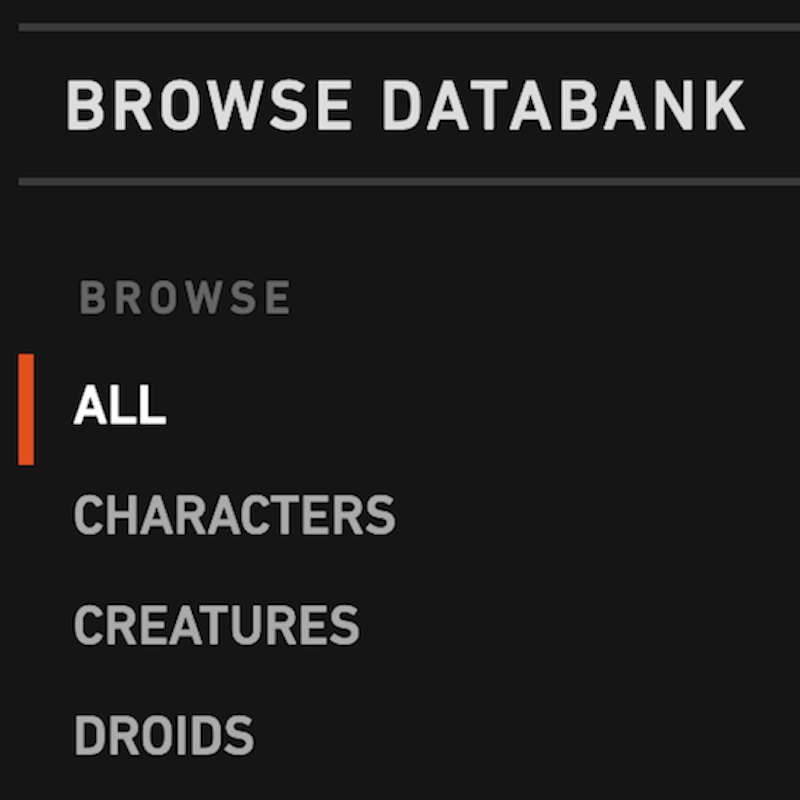 BROWSE DATABANK
BROWSE
ALL
CHARACTERS
CREATURES
DROIDS